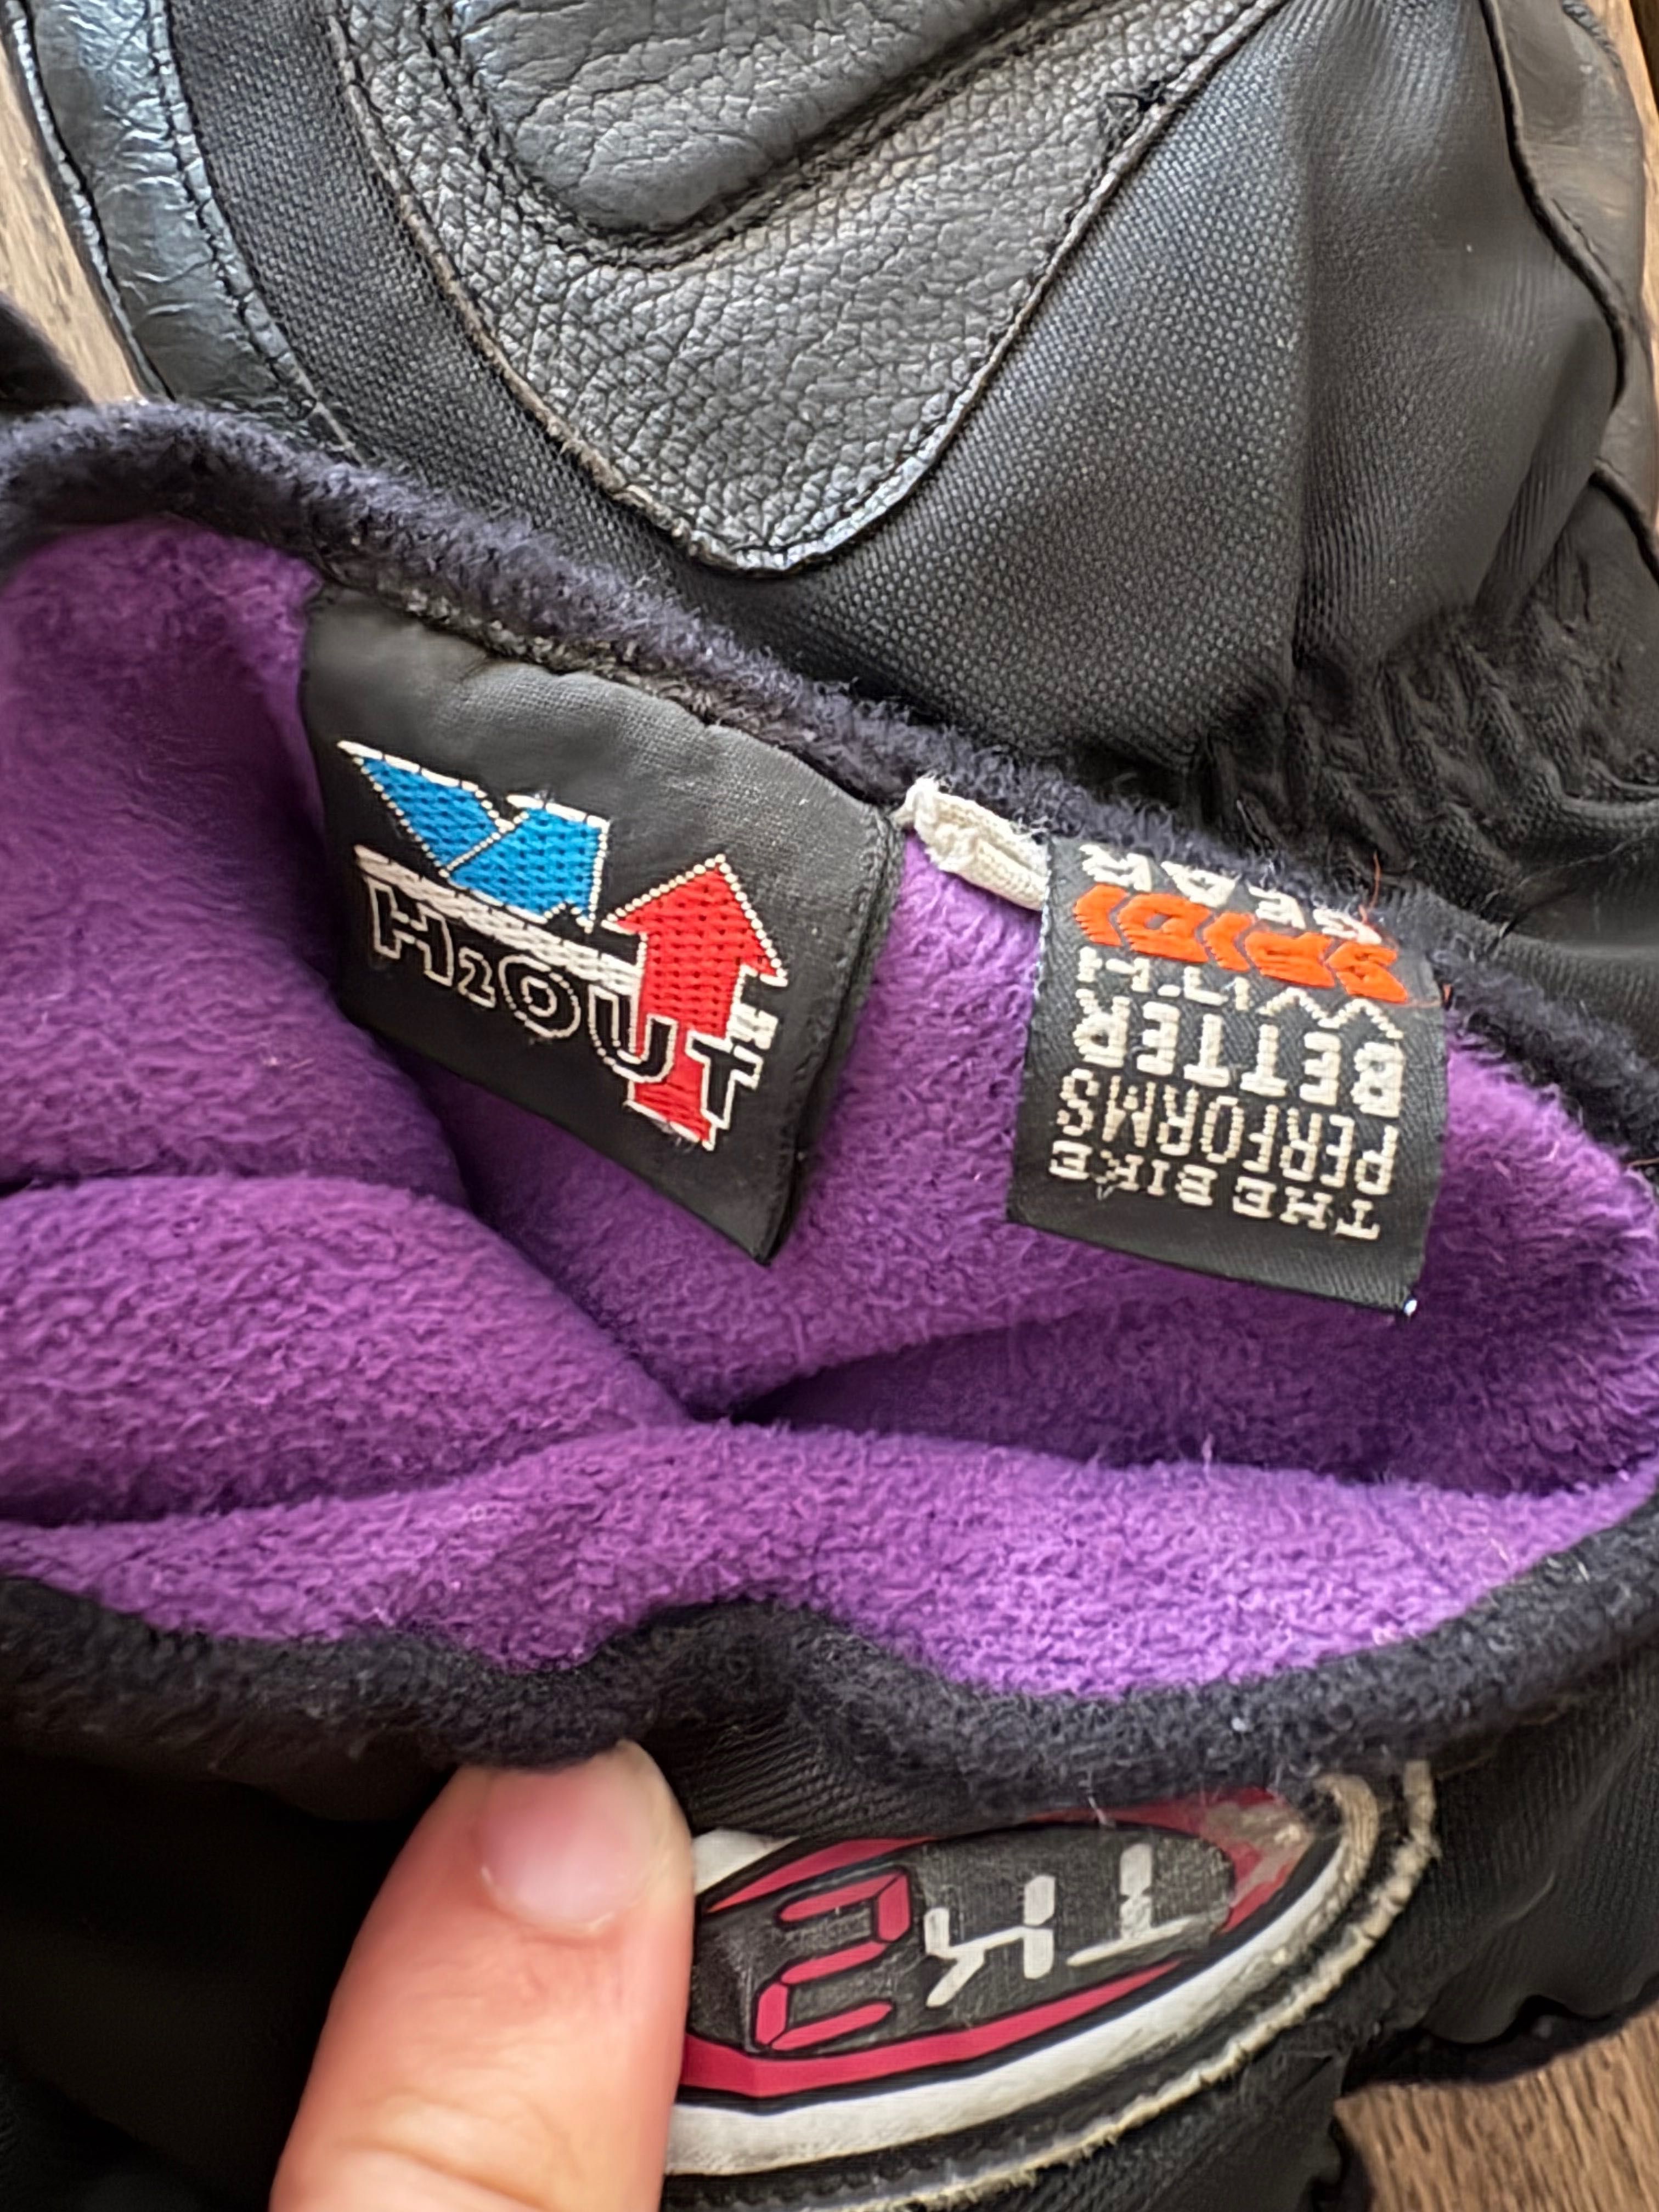 H2OUT
THE BIKE
PERFORMS
BETTER
WITH
SPIDI
GEAR
TK2